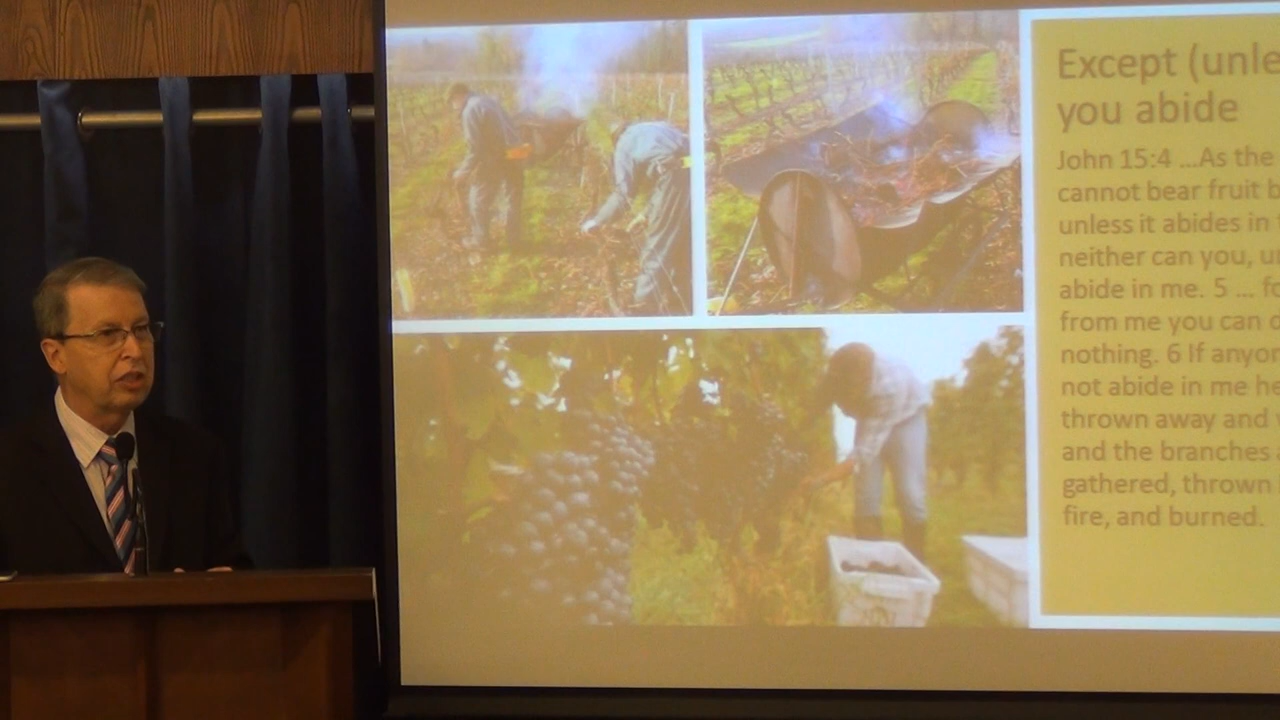 Except (unle
you abide
John 15:4 ...As the
cannot bear fruit b
unless it abides in
neither can you, u
abide in me. 5 ... fo
from me you can d
nothing. 6 If anyor
not abide in me he
thrown away and
and the branches a
gathered, thrown
fire, and burned.